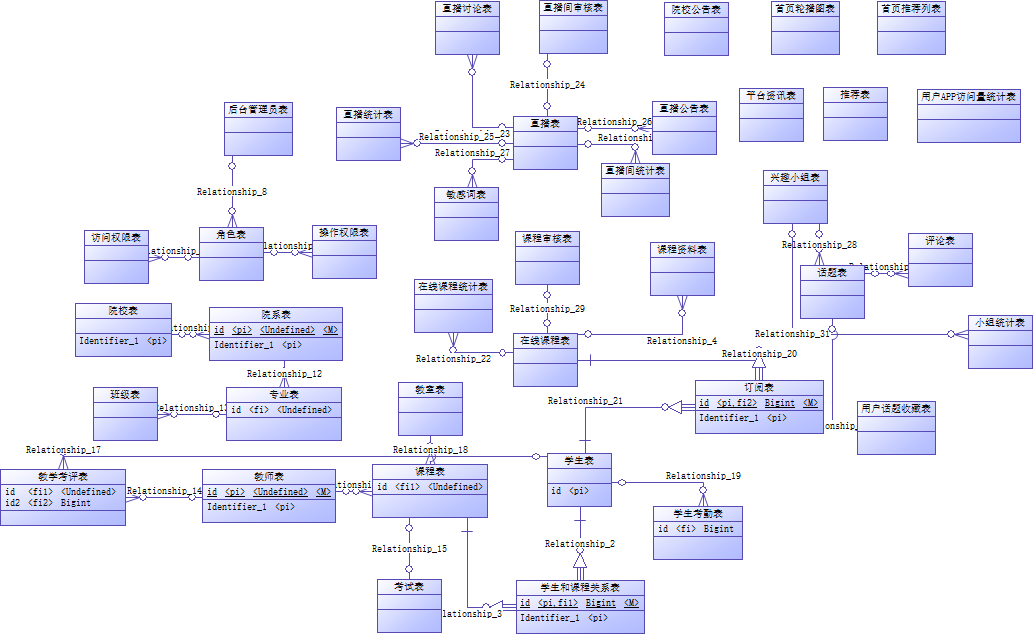 直播讨论表
直播间审核表
院校公告表
首页轮播图表
首页推荐列表
Relationship_24
平台资讯表
推荐表
用户APP访问量统计表
后台管理员表
直播统计表
直播表
Relationship_26
直播公告表
Relationship_25
23
Relationshi
Relationship_27
直播间统计表
敏感词表
兴趣小组表
Relationship_8
访问权限表
角色表
操作权限表
ationship_
lationship
课程审核表
课程资料表
Relationship_28
评论表
话题表
Relationship
在线课程统计表
Relationship_29
院校表
Identifier_1 <pi>
tionshi
院系表
id <pi> <Undefined> <M>
Identifier_1 <pi>
在线课程表
Relationship_4
Relationship_31
小组统计表
Relationship_22
Relationship_20
Relationship_12
班级表
elationship_1
专业表
id <fi> <Undefined>
教室表
Relationship_21
订阅表
id <pi,fi2> Bigint <M>
Identifier_1 <pi>
用户话题收藏表
onship_
Relationship_17
Relationship_18
教学考评表
id <fi1> <Undefined>
id2 <fi2> Bigint
Relationship_14
教师表
id <pi> <Undefined> <M>
Identifier_1 <pi>
tionshi
课程表
id <fi1> <Undefined>
学生表
id <pi>
Relationship_19
学生考勤表
id <fi> Bigint
Relationship_15
Relationship_2
考试表
lationship_3
学生和课程关系表
id <pi,fi1> Bigint <M>
Identifier_1 <pi>